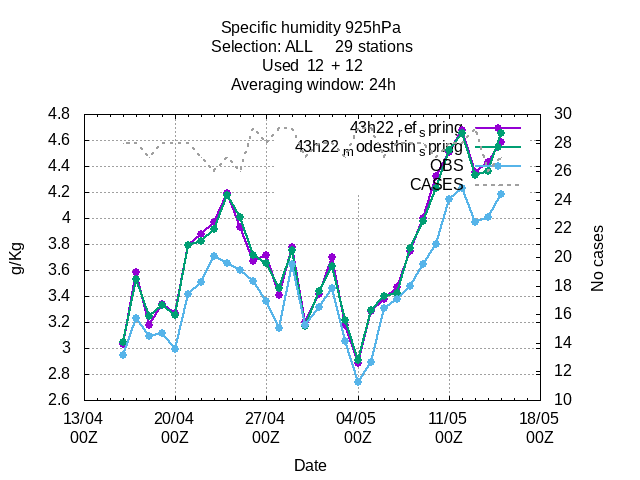 Specific humidity 925hPa
Selection: ALL 29 stations
Used 12 + 12
Averaging window: 24h
4.8
4.6
4.4
4.2
4
3.8
3.6
3.4
3.2
3
2.8
2.6
g/Kg
30
28
26
24
22
20
18
16
14
12
10
No cases
43h22refspring
43h22modesthinspring
OBS
CASES
13/04 20/04 27/04 04/05 11/05 18/05
00Z 00Z 00Z 00Z 00Z 00Z
Date